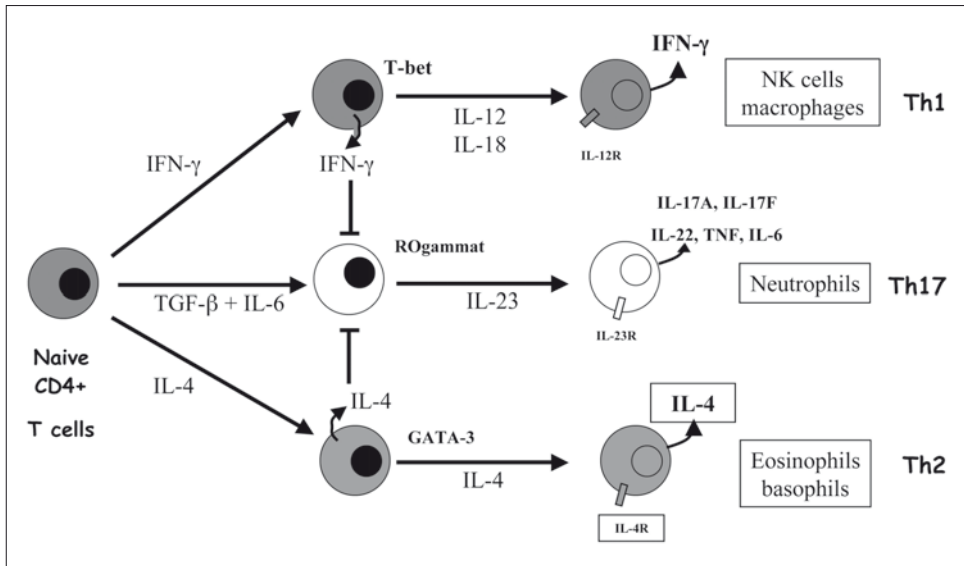 IFN-γ
T-bet
NK cells
macrophages
Th1
IL-12
IL-18
IFN-γ
IFN-γ
IL-12R
IL-17A, IL-17F
IL-22, TNF, IL-6
ROgammat
TGF-β + IL-6
IL-23
Neutrophils
Th17
IL-23R
Naive
CD4+
T cells
IL-4
IL-4
IL-4
GATA-3
IL-4
Eosinophils
basophils
Th2
IL-4R